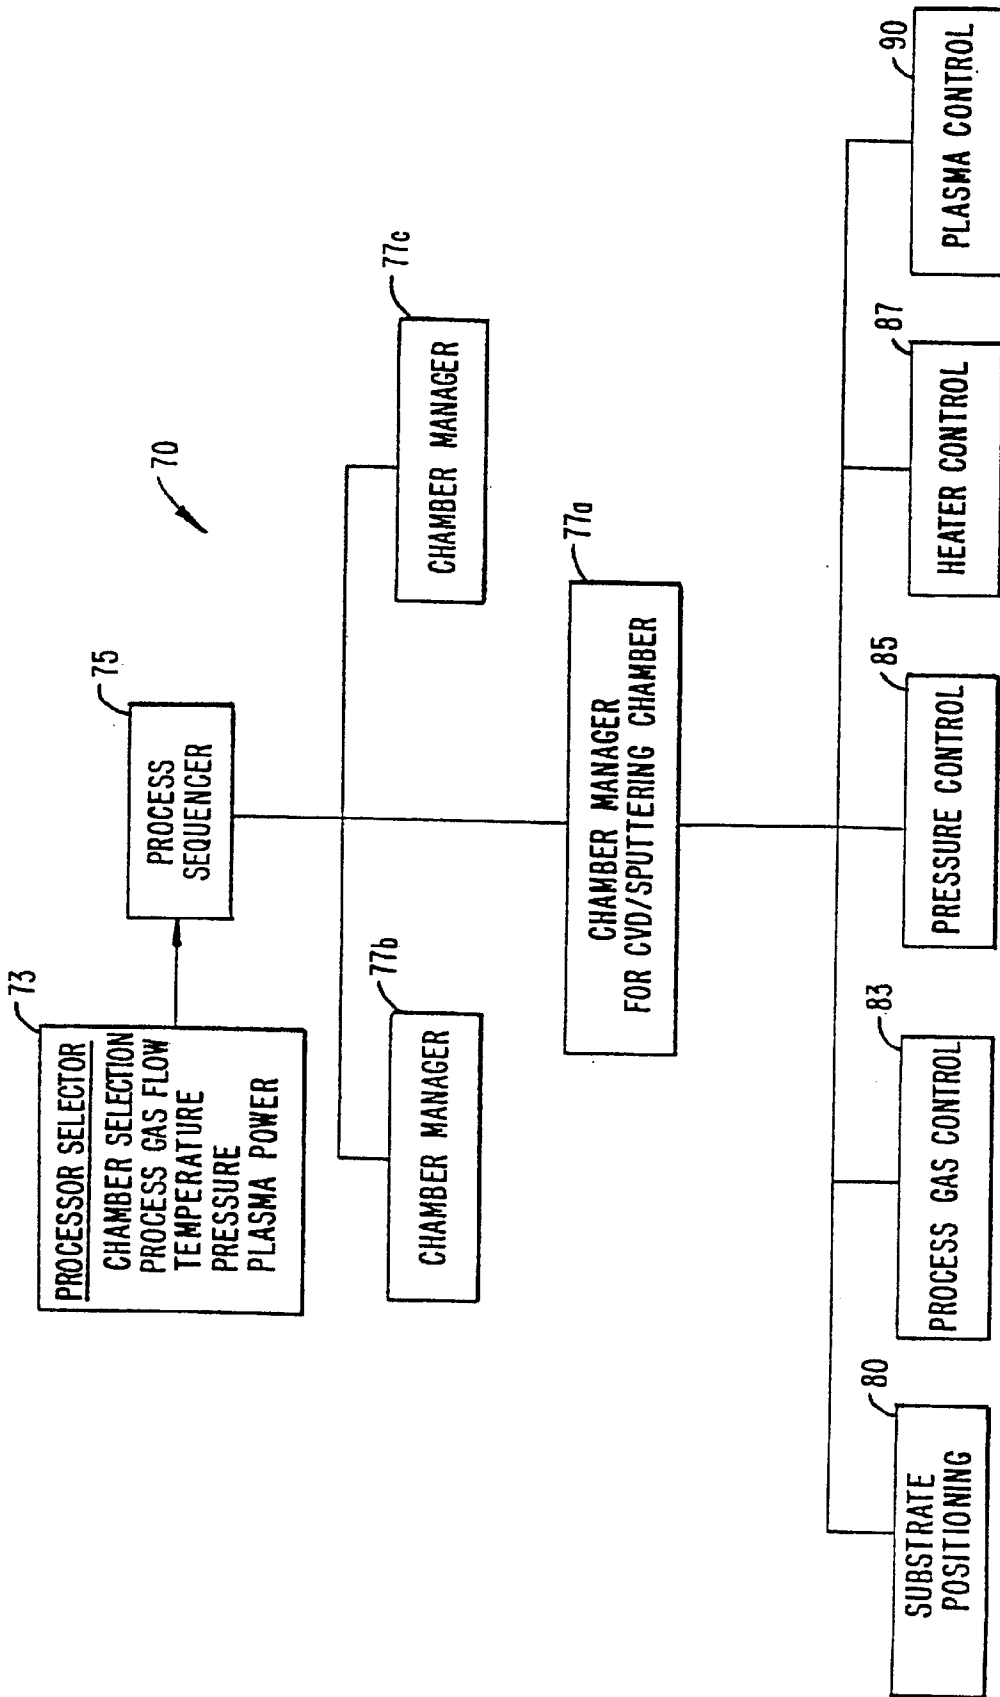 70
73
PROCESSOR SELECTOR
CHAMBER SELECTION
PROCESS GAS FLOW
TEMPERATURE
PRESSURE
PLASMA POWER
75
PROCESS
SEQUENCER
77b
CHAMBER MANAGER
77c
CHAMBER MANAGER
77a
CHAMBER MANAGER
FOR CVD/SPUTTERING CHAMBER
80
SUBSTRATE
POSITIONING
83
PROCESS GAS CONTROL
85
PRESSURE CONTROL
87
HEATER CONTROL
90
PLASMA CONTROL